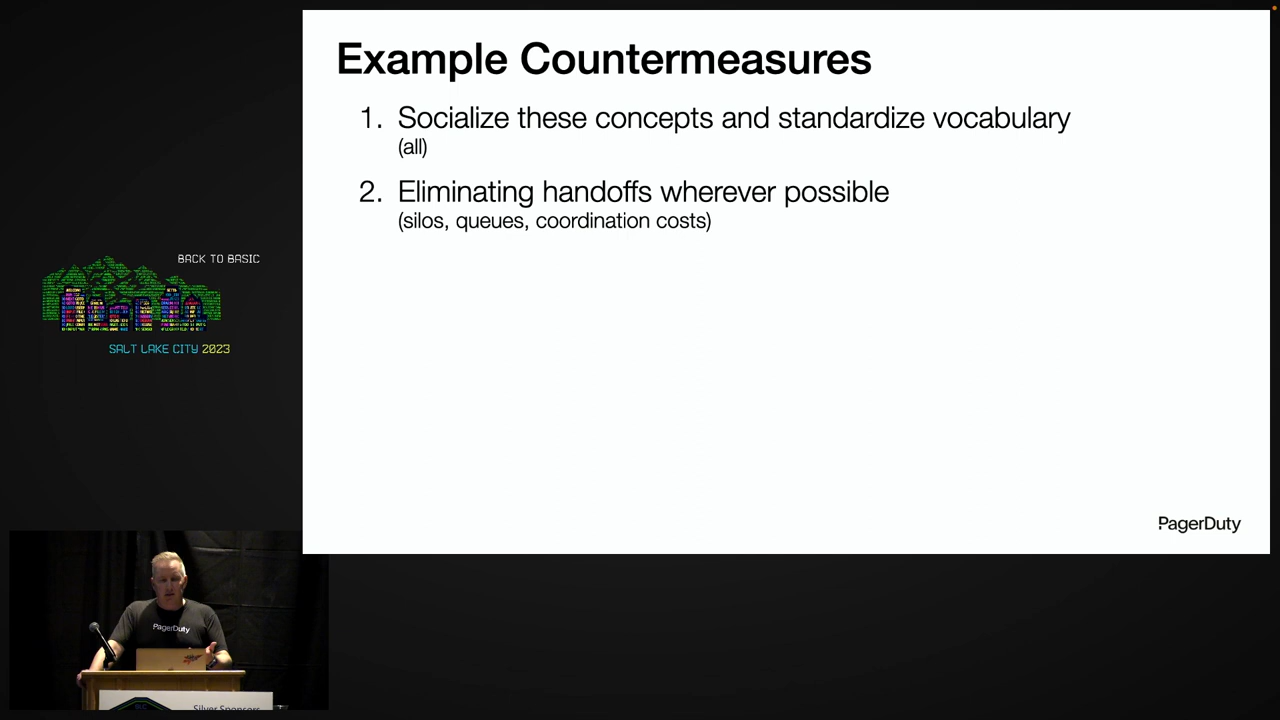 Example Countermeasures
1. Socialize these concepts and standardize vocabulary
(all)
2. Eliminating handoffs wherever possible
(silos, queues, coordination costs)
BACK TO BASIC
SALT LAKE CITY 2023
PagerDuty
PagerDuty
Silver Sponsors